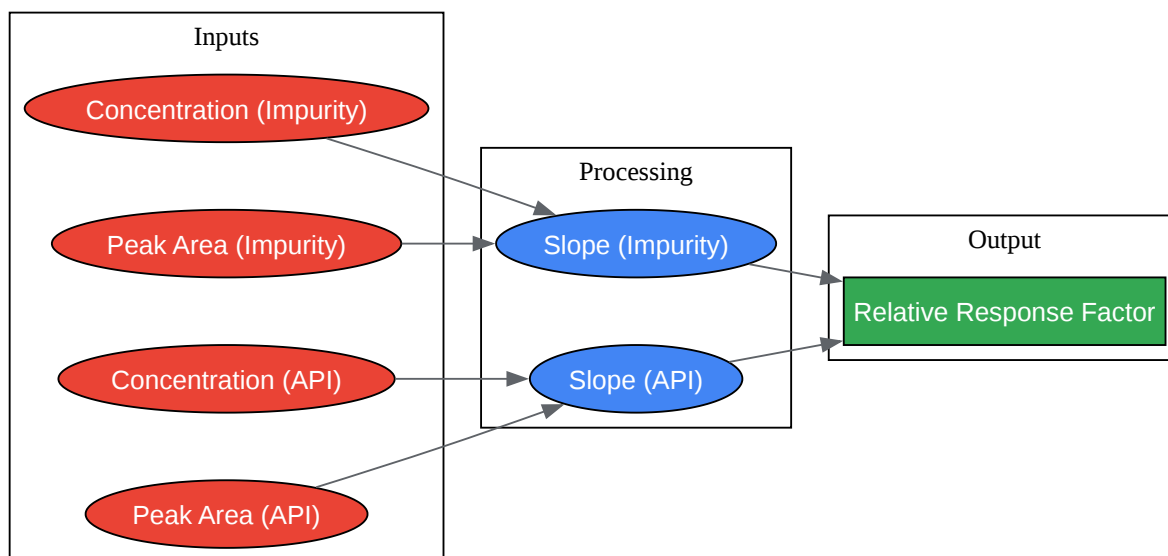 Inputs
Concentration (Impurity)
Peak Area (Impurity)
Concentration (API)
Peak Area (API)
Processing
Slope (Impurity)
Slope (API)
Output
Relative Response Factor